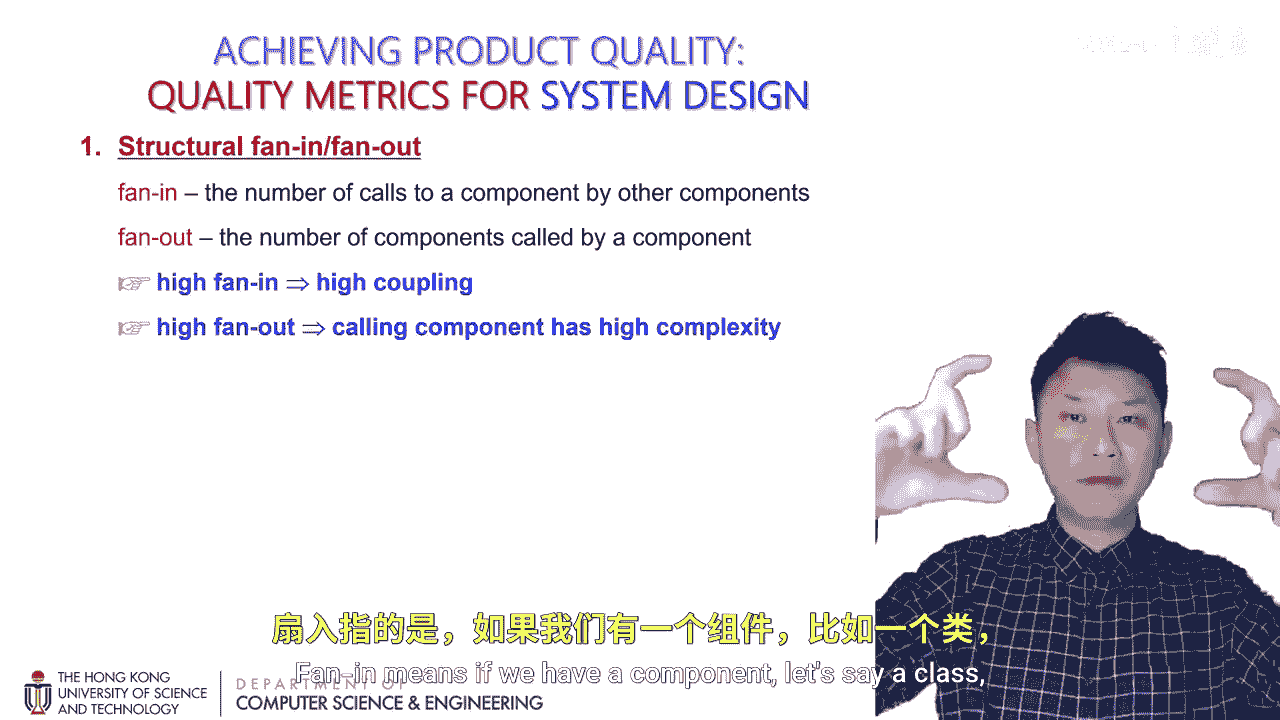 ACHIEVING PRODUCT QUALITY:
QUALITY METRICS FOR SYSTEM DESIGN
1. Structural fan-in/fan-out
fan-in – the number of calls to a component by other components
fan-out – the number of components called by a component
☞ high fan-in ⇒ high coupling
☞ high fan-out ⇒ calling component has high complexity
扇入指的是，如果我们有一个组件，比如一个类，
Fan-in means if we have a component, let's say a class,
THE HONG KONG
UNIVERSITY OF SCIENCE
AND TECHNOLOGY
DEPARTMENT OF
COMPUTER SCIENCE & ENGINEERING